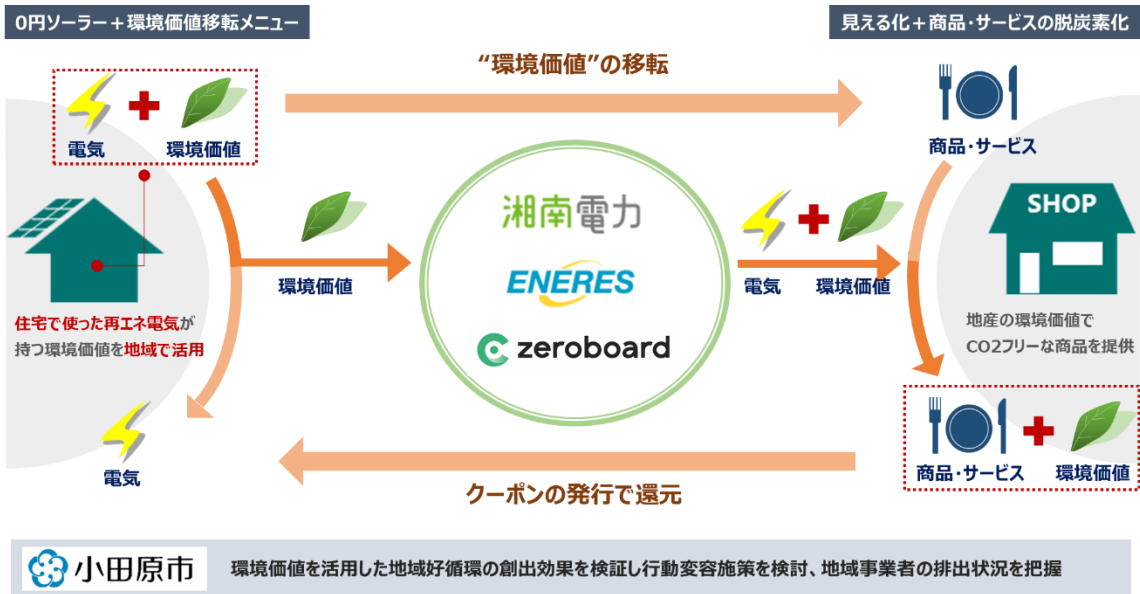 0円ソーラー＋環境価値移転メニュー
見える化＋商品・サービスの脱炭素化
“環境価値”の移転
電気
環境価値
商品・サービス
湘南電力
ENERES
zeroboard
環境価値
電気
環境価値
SHOP
住宅で使った再エネ電気が
持つ環境価値を地域で活用
地産の環境価値で
CO2フリーな商品を提供
電気
商品・サービス
環境価値
クーポンの発行で還元
小田原市
環境価値を活用した地域好循環の創出効果を検証し行動変容施策を検討、地域事業者の排出状況を把握